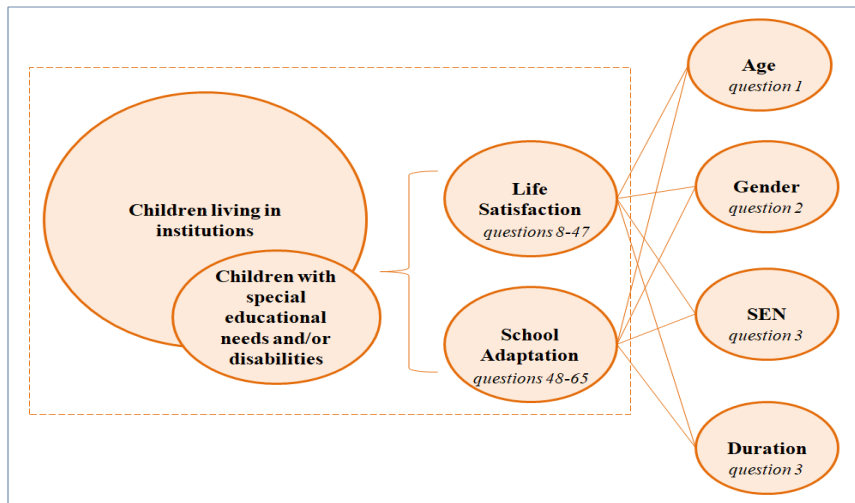 Children living in
institutions
Children with
special
educational
needs and/or
disabilities
Life
Satisfaction
questions 8-47
School
Adaptation
questions 48-65
Age
question 1
Gender
question 2
SEN
question 3
Duration
question 3